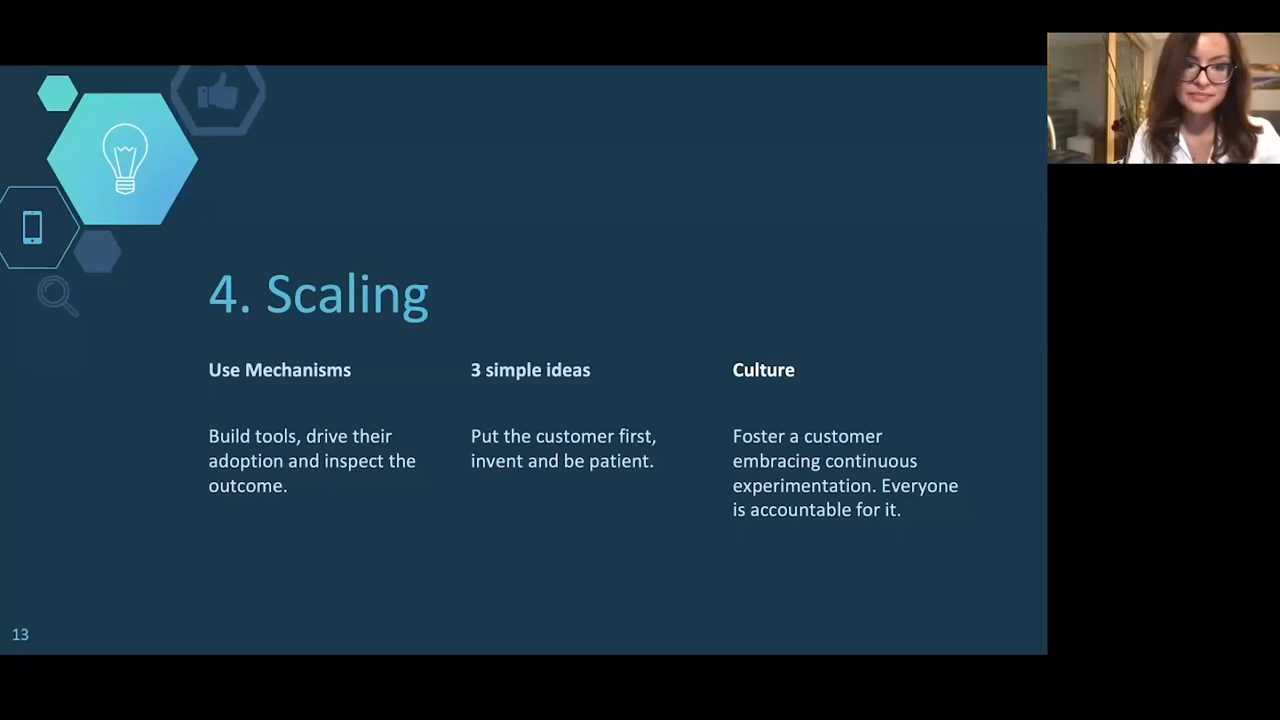 4. Scaling
Use Mechanisms
Build tools, drive their
adoption and inspect the
outcome.
3 simple ideas
Put the customer first,
invent and be patient.
Culture
Foster a customer
embracing continuous
experimentation. Everyone
is accountable for it.
13